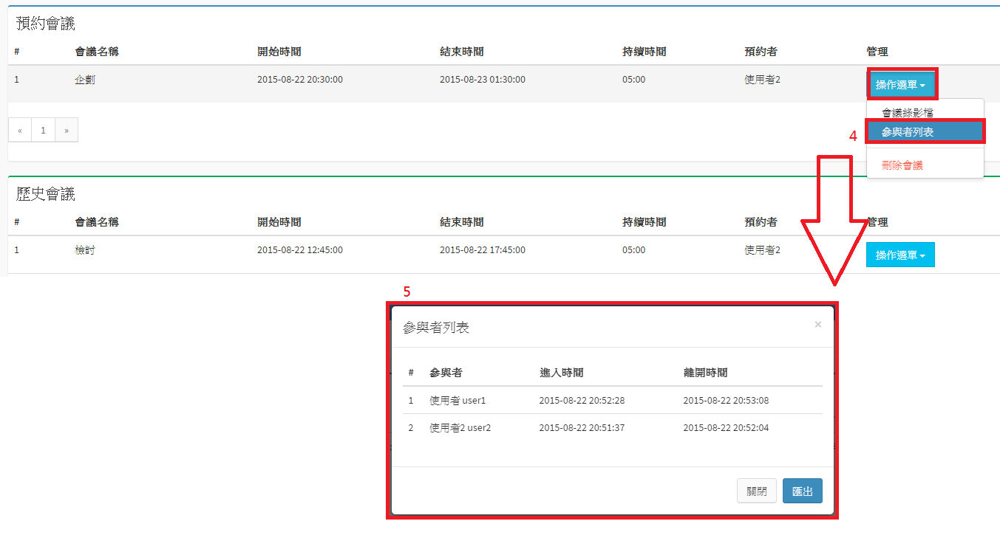 預約會議
# 會議名稱 開始時間 結束時間 持續時間 預約者 管理
1 企劃 2015-08-22 20:30:00 2015-08-23 01:30:00 05:00 使用者2 操作選單
會議錄影檔
« 1 » 4 參與者列表
刪除會議
歷史會議
# 會議名稱 開始時間 結束時間 持續時間 預約者 管理
1 檢討 2015-08-22 12:45:00 2015-08-22 17:45:00 05:00 使用者2 操作選單
5
參與者列表 ×
# 參與者 進入時間 離開時間
1 使用者 user1 2015-08-22 20:52:28 2015-08-22 20:53:08
2 使用者2 user2 2015-08-22 20:51:37 2015-08-22 20:52:04
關閉 匯出